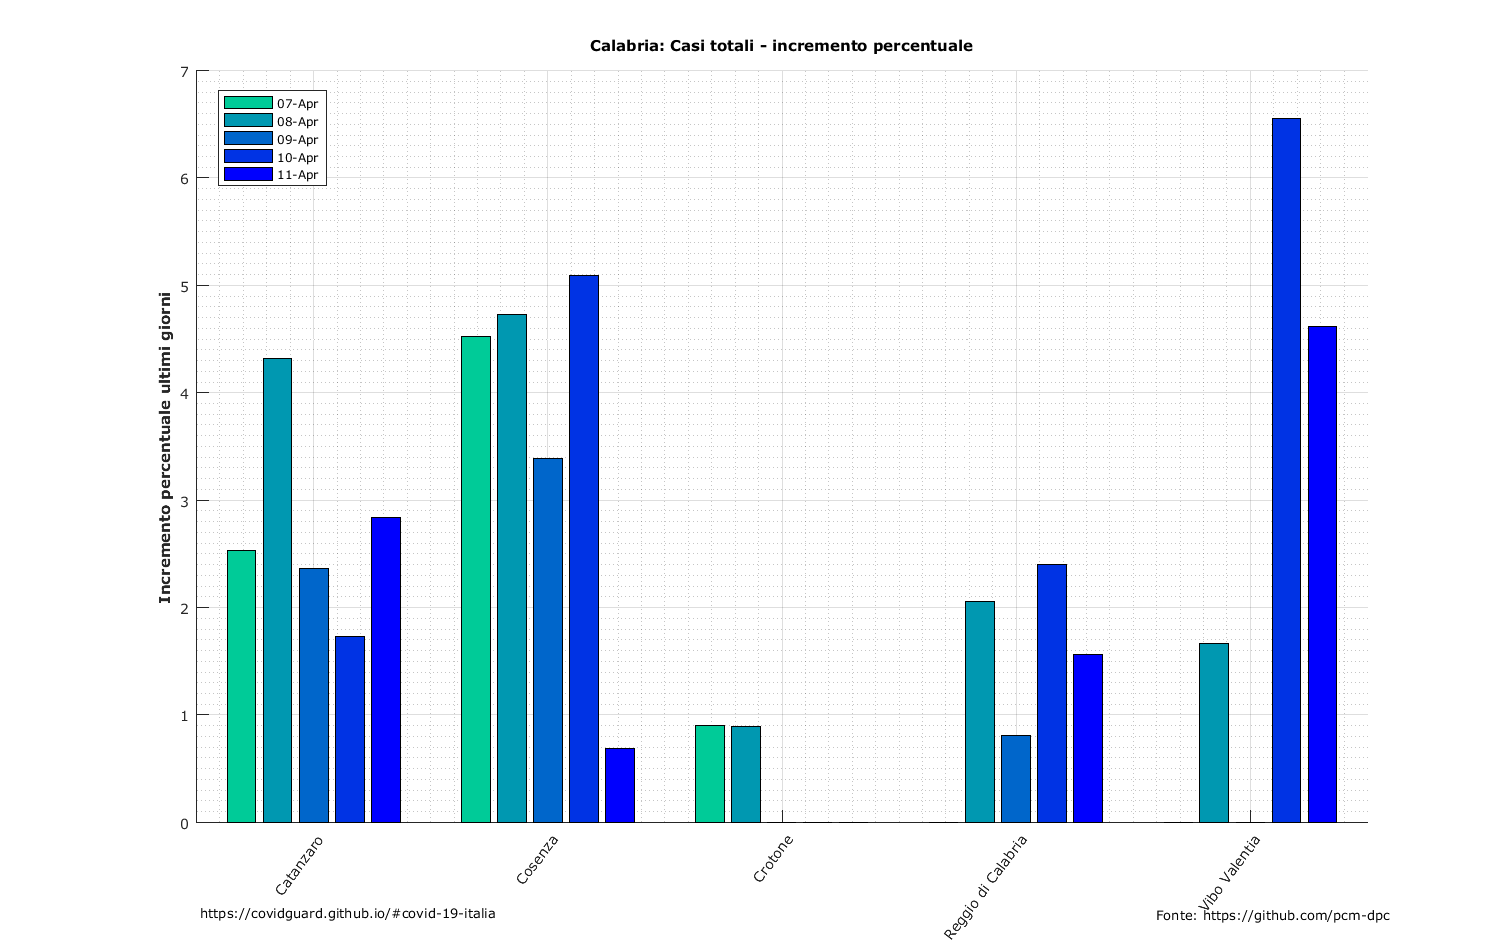 Calabria: Casi totali - incremento percentuale
7
6
5
4
3
2
1
0
Incremento percentuale ultimi giorni
07-Apr
08-Apr
09-Apr
10-Apr
11-Apr
Catanzaro
Cosenza
Crotone
Reggio di Calabria
Vibo Valentia
https://covidguard.github.io/#covid-19-italia
Fonte: https://github.com/pcm-dpc